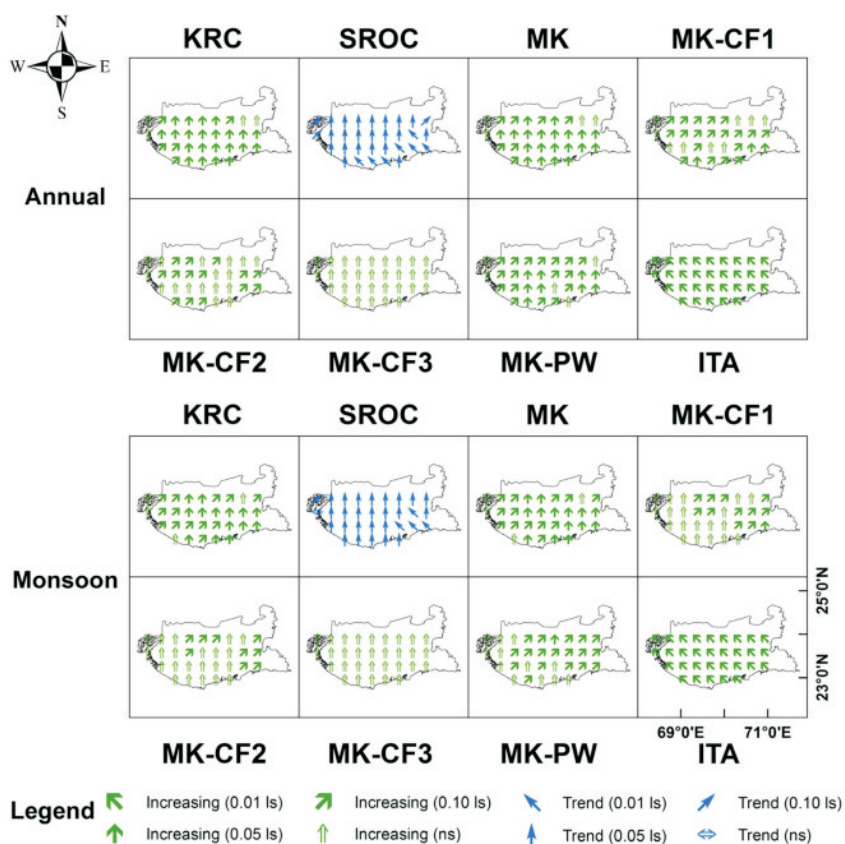 N
W E
S
KRC SROC MK MK-CF1
Annual
MK-CF2 MK-CF3 MK-PW ITA
KRC SROC MK MK-CF1
Monsoon
25°0'N
23°0'N
69°0'E 71°0'E
MK-CF2 MK-CF3 MK-PW ITA
Legend
Increasing (0.01 ls) Increasing (0.10 ls) Trend (0.01 ls) Trend (0.10 ls)
Increasing (0.05 ls) Increasing (ns) Trend (0.05 ls) Trend (ns)